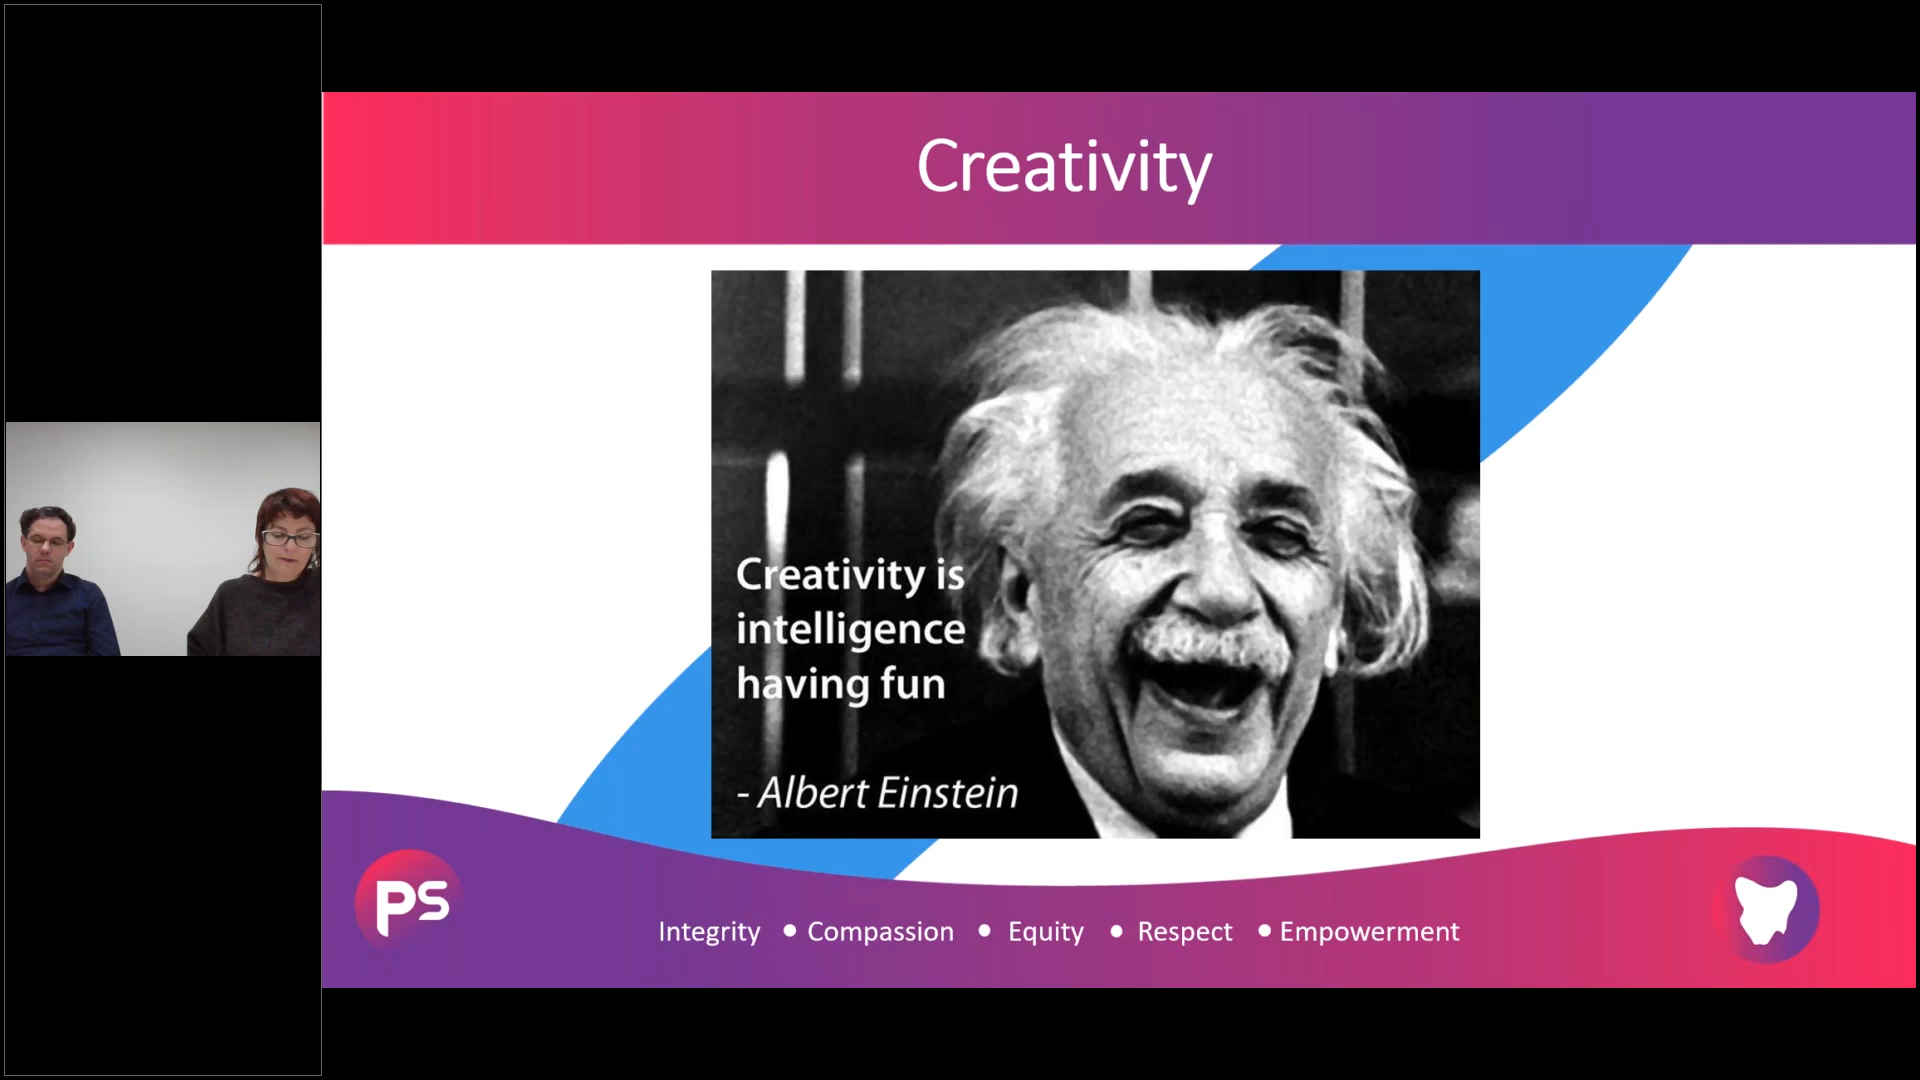 Creativity
Creativity is
intelligence
having fun
- Albert Einstein
PS
Integrity • Compassion • Equity • Respect • Empowerment